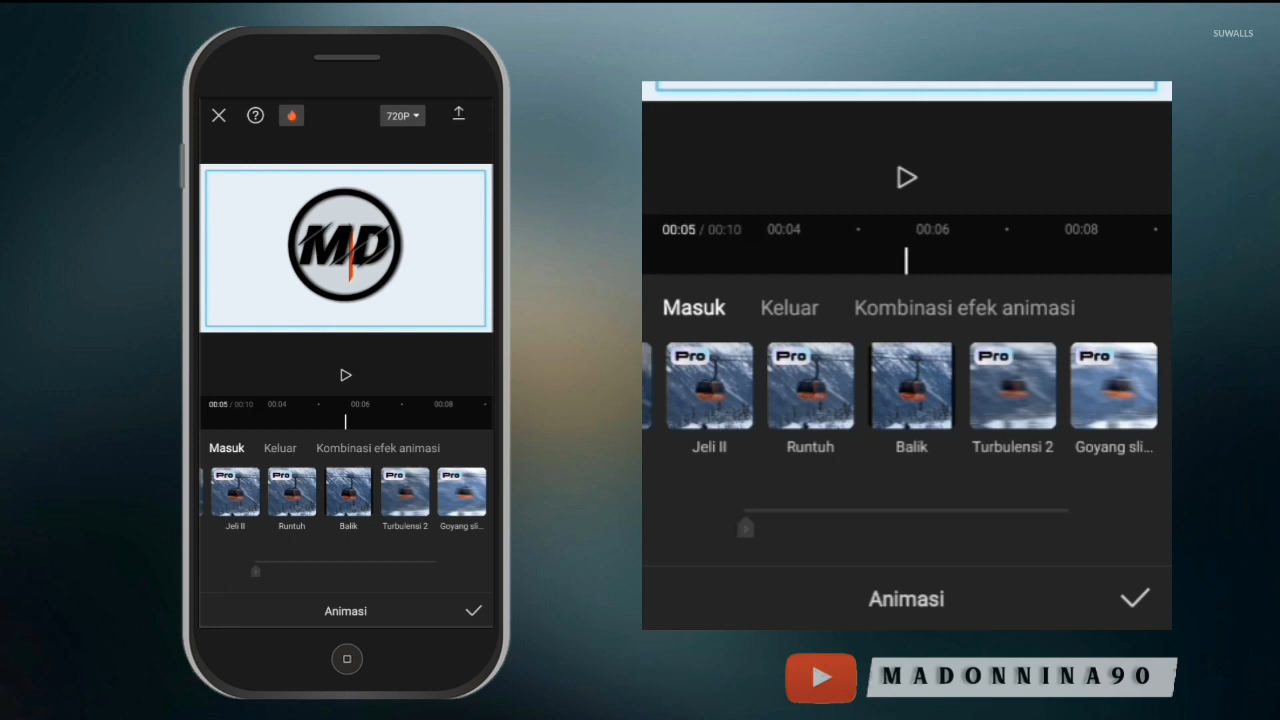 SUWALLS
720P
MD
00:05 / 00:10 00:04 00:06 00:08
Masuk Keluar Kombinasi efek animasi
Pro Pro Pro Pro
Jeli II Runtuh Balik Turbulensi 2 Goyang sli...
Animasi
00:05 / 00:10 00:04 00:06 00:08
Masuk Keluar Kombinasi efek animasi
Pro Pro Pro Pro
Jeli II Runtuh Balik Turbulensi 2 Goyang sli...
Animasi
MADONNINA90